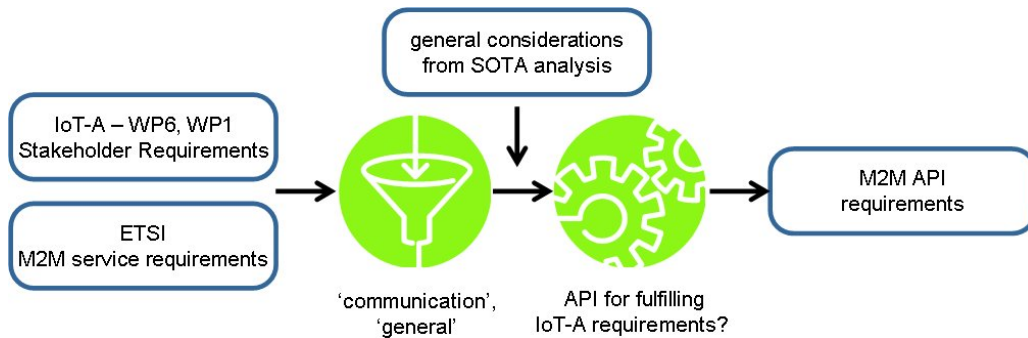 general considerations
from SOTA analysis
IoT-A – WP6, WP1
Stakeholder Requirements
ETSI
M2M service requirements
M2M API
requirements
‘communication’,
‘general’
API for fulfilling
IoT-A requirements?